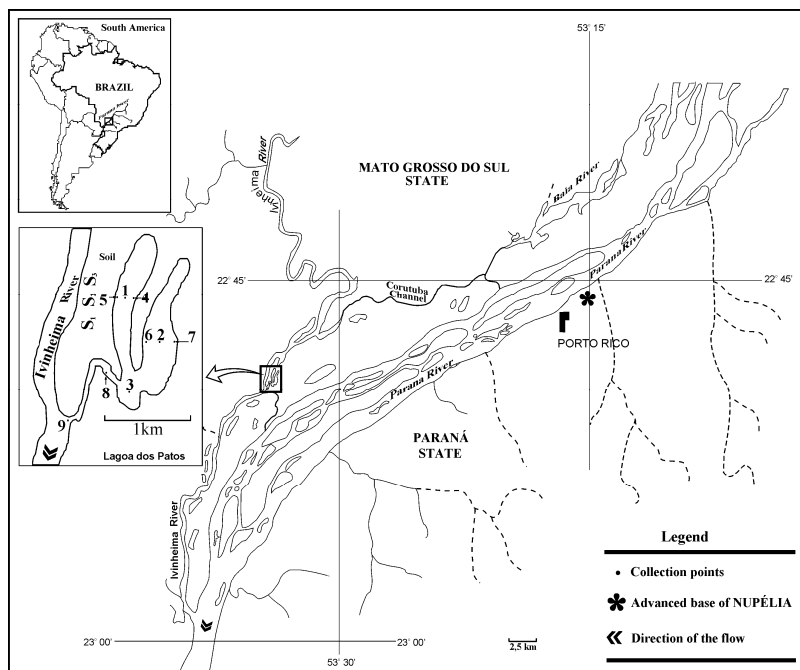 South America
BRAZIL
Parana River
53 15'
MATO GROSSO DO SUL
STATE
Ivinheima River
Baia River
Parana River
22 45'
22 45'
Corutuba
Channel
PORTO RICO
Parana River
PARANÁ
STATE
Ivinheima River
Soil
S1 S2 S3
Ivinheima River
1
4
5
6 2
7
3
8
9
1km
Lagoa dos Patos
Legend
Collection points
Advanced base of NUPÉLIA
Direction of the flow
23 00'
23 00'
53 30'
2,5 km